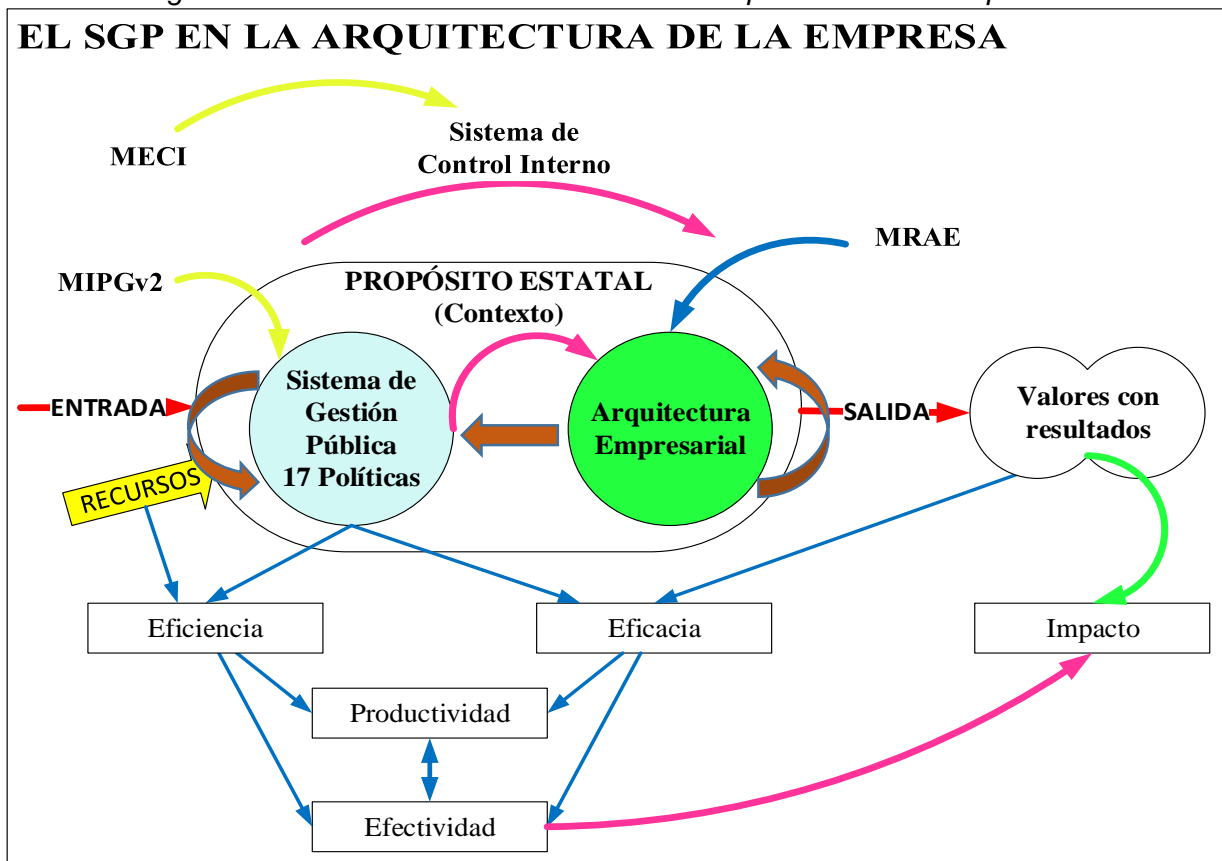 EL SGP EN LA ARQUITECTURA DE LA EMPRESA
MECI
Sistema de
Control Interno
MRAE
MIPGv2
PROPÓSITO ESTATAL
(Contexto)
ENTRADA
Sistema de
Gestión
Pública
17 Políticas
Arquitectura
Empresarial
SALIDA
Valores con
resultados
RECURSOS
Eficiencia
Eficacia
Impacto
Productividad
Efectividad